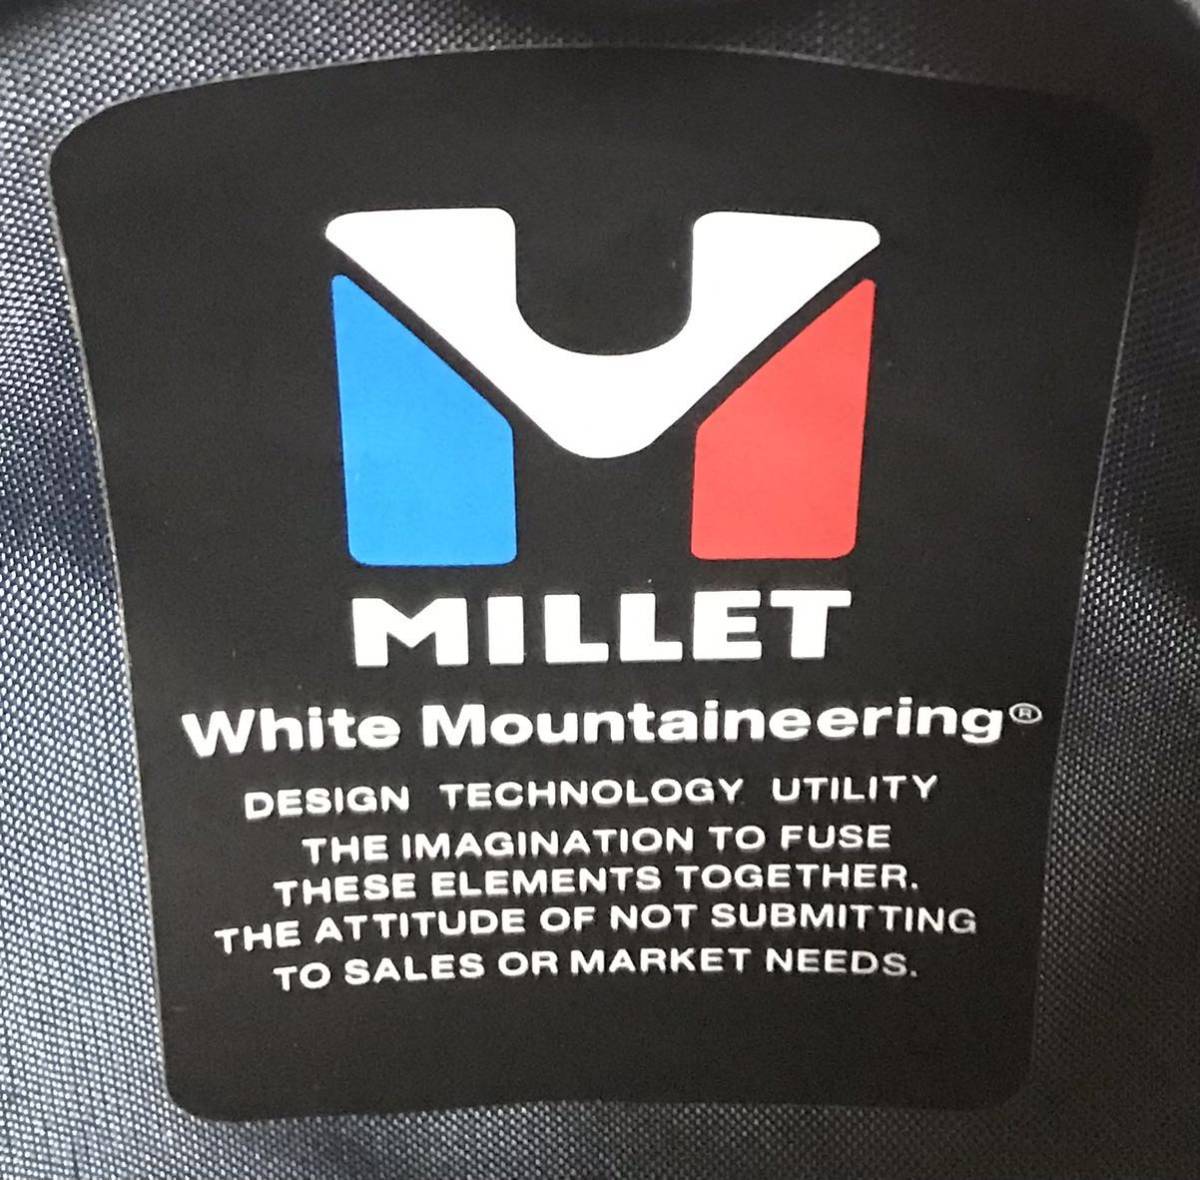 MILLET
White Mountaineering®
DESIGN TECHNOLOGY UTILITY
THE IMAGINATION TO FUSE
THESE ELEMENTS TOGETHER.
THE ATTITUDE OF NOT SUBMITTING
TO SALES OR MARKET NEEDS.